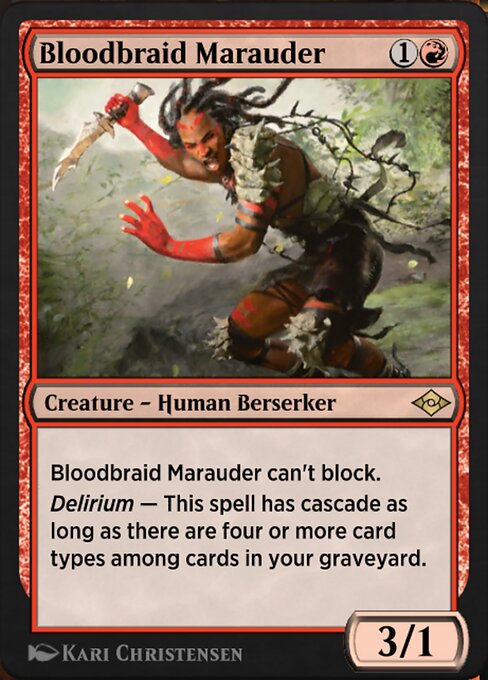 Bloodbraid Marauder 1
Creature – Human Berserker
Bloodbraid Marauder can't block.
Delirium — This spell has cascade as
long as there are four or more card
types among cards in your graveyard.
3/1
Kari Christensen